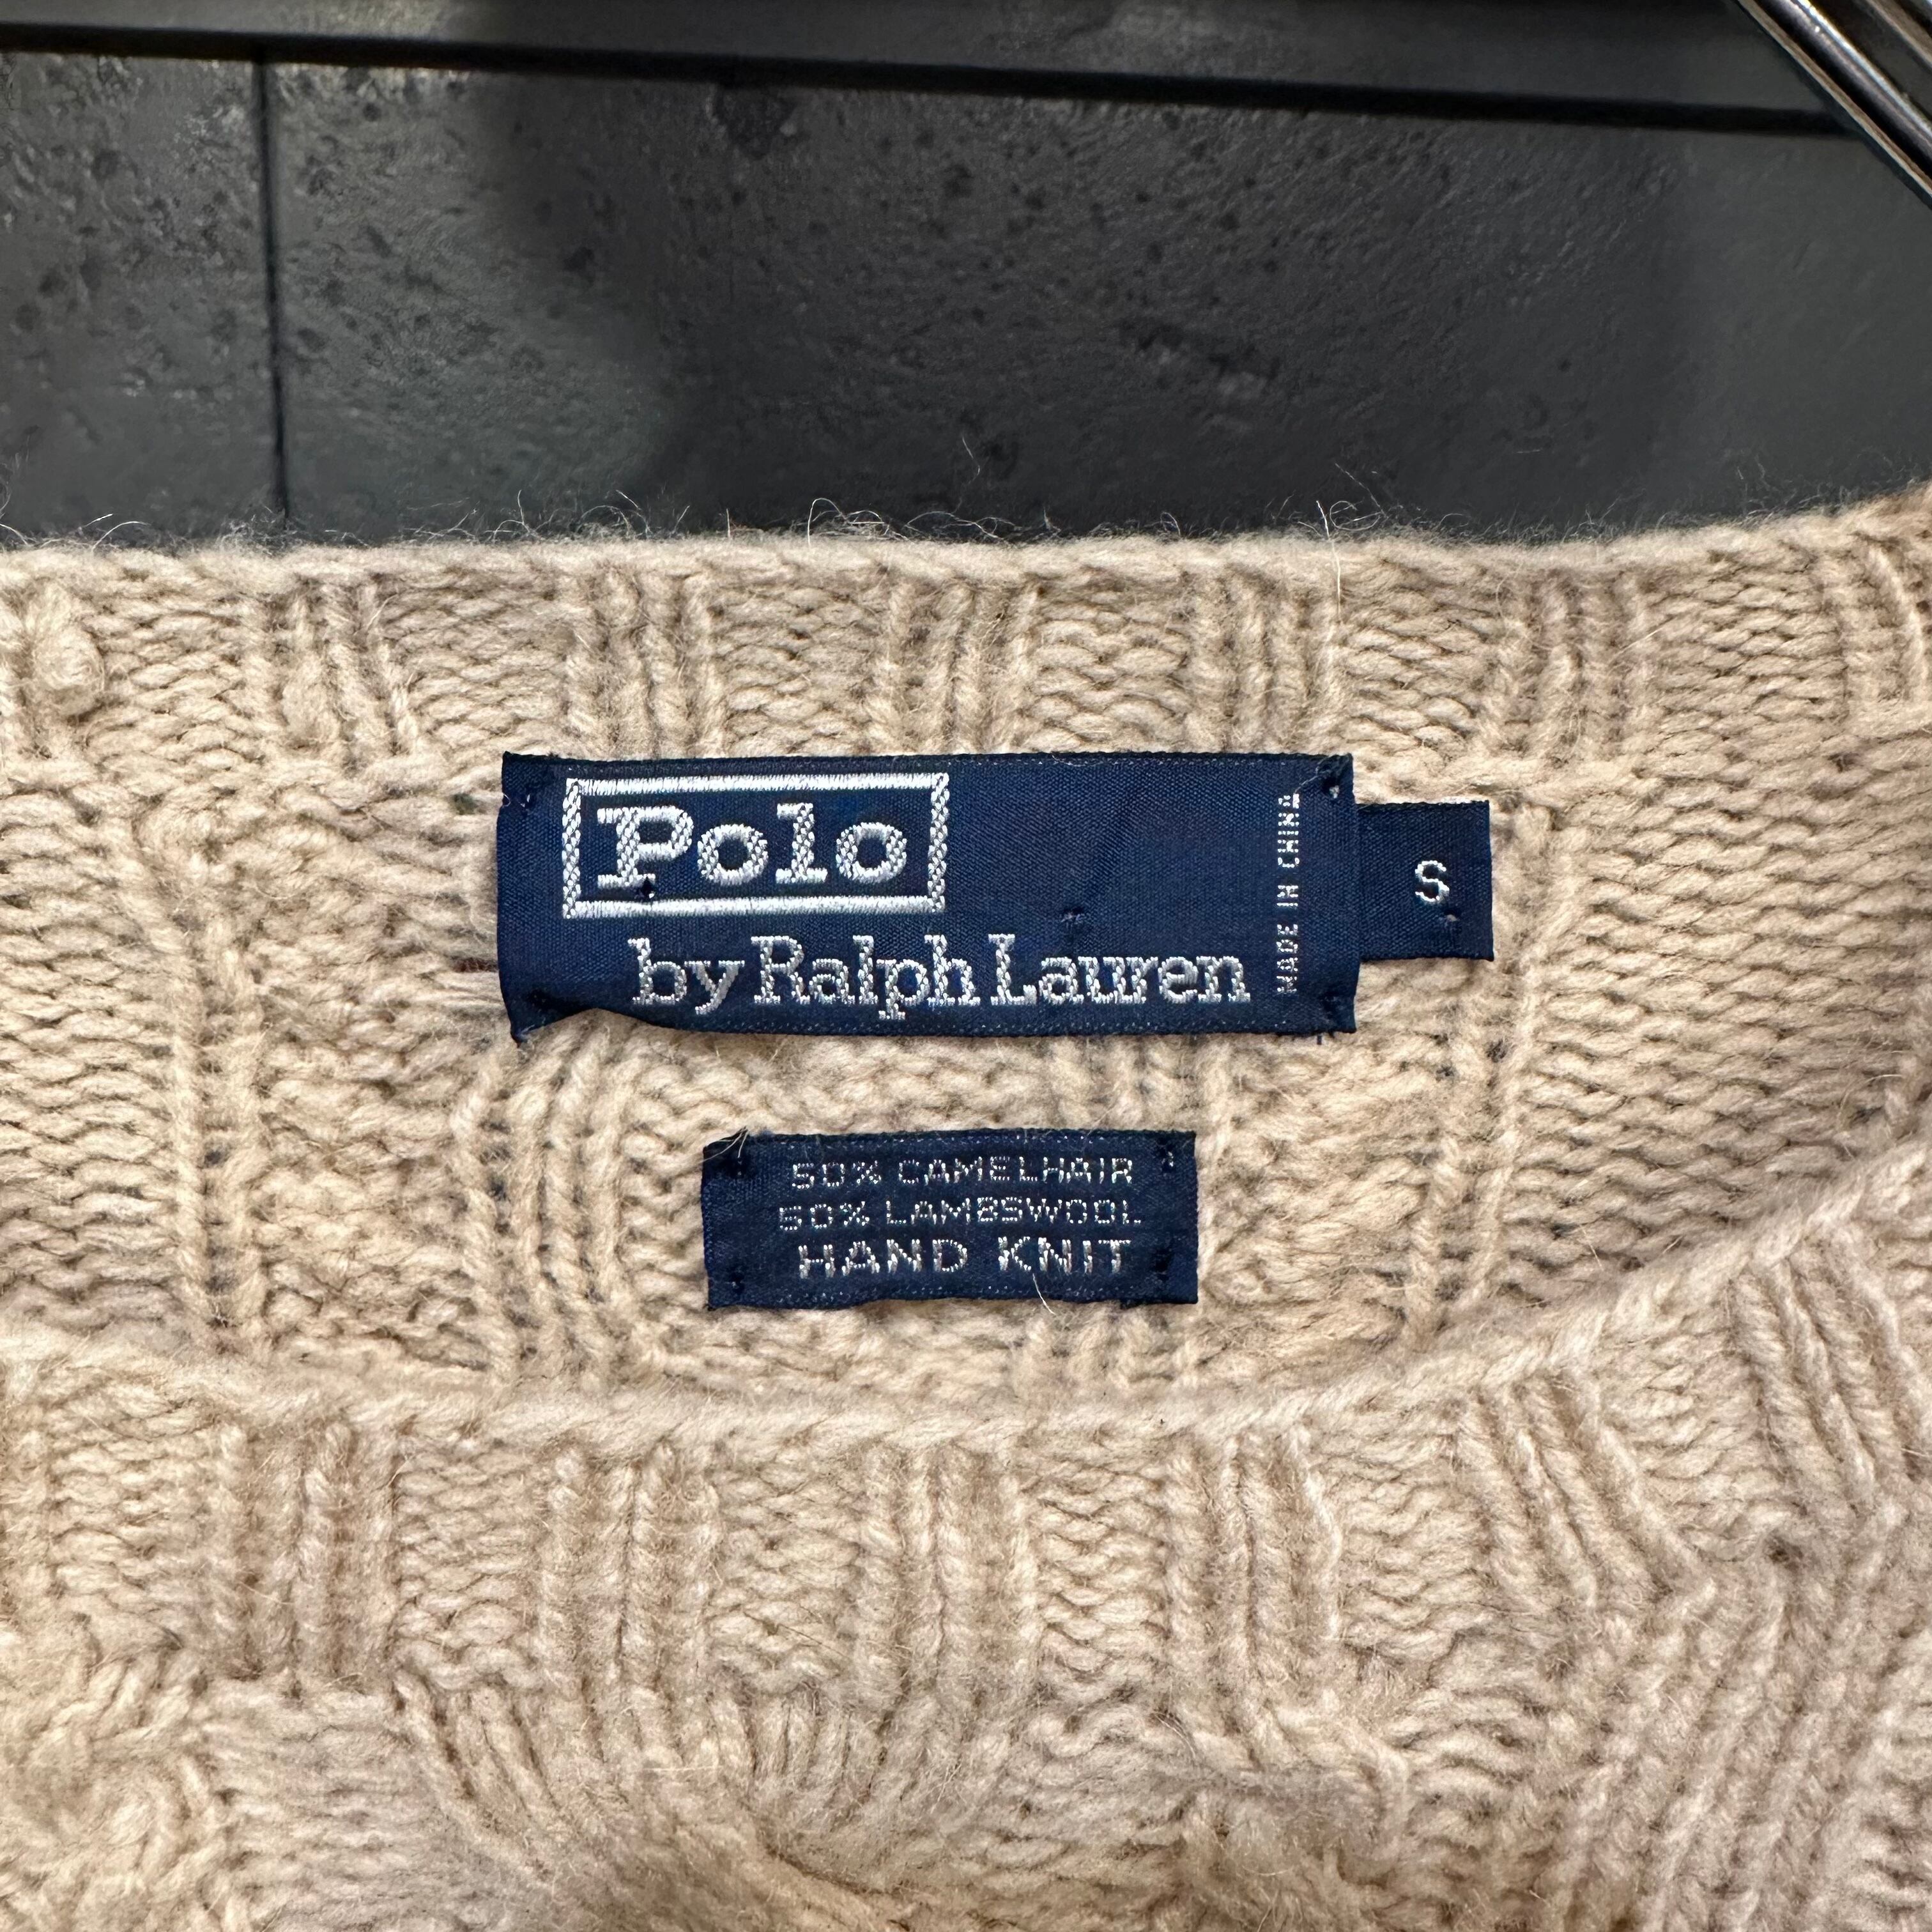 Polo
by Ralph Lauren
MADE IN CHINA
S
50% CAMELHAIR
50% LAMBSWOOL
HAND KNIT